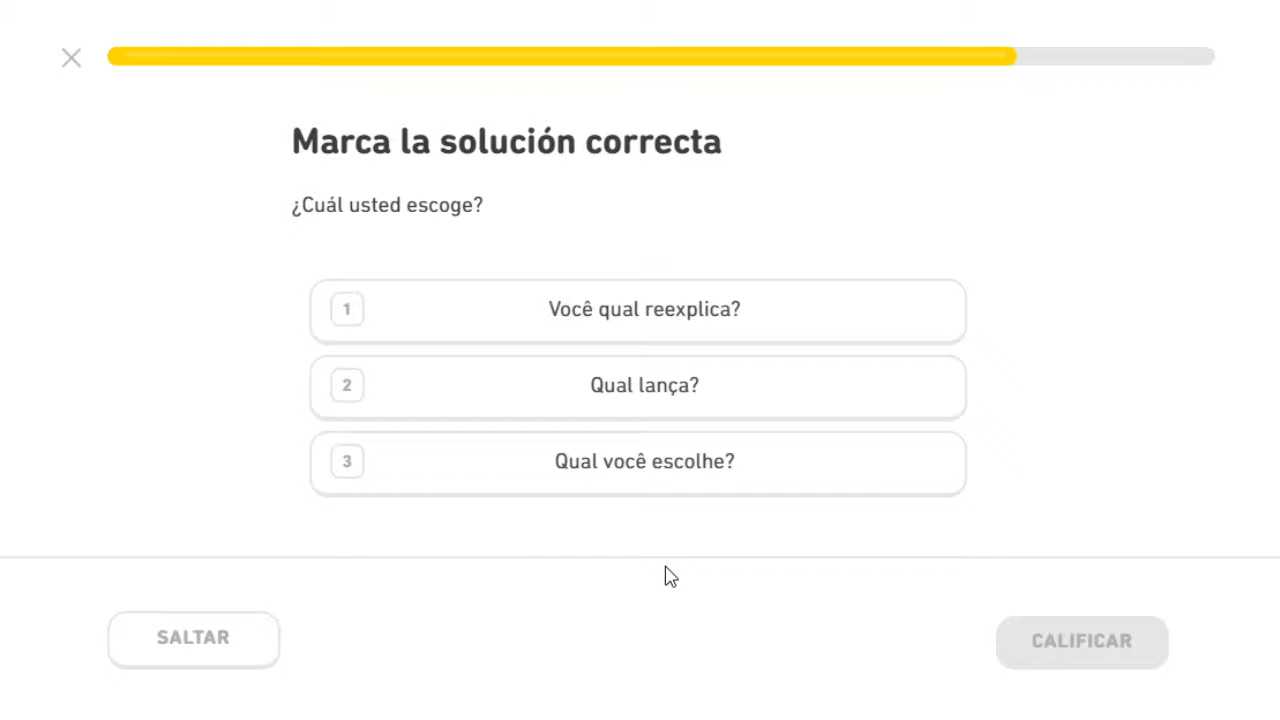 Marca la solución correcta
¿Cuál usted escoge?
1 Você qual reexplica?
2 Qual lança?
3 Qual você escolhe?
SALTAR
CALIFICAR